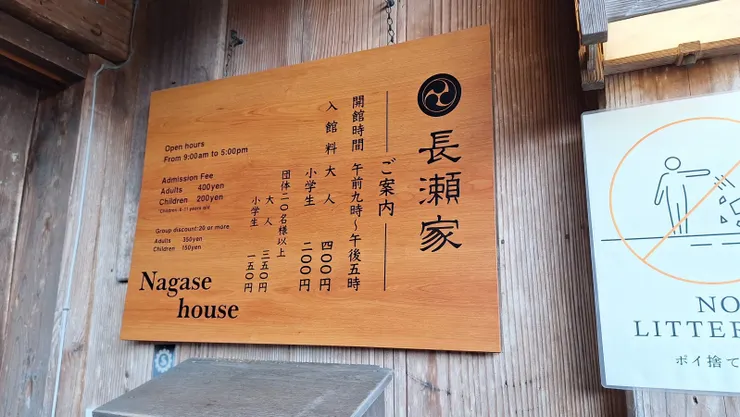 長瀬家
ご案内
開館時間 午前九時～午後五時
入館料 大人 四〇〇円
小学生 二〇〇円
団体二〇名様以上
大人 三五〇円
小学生 一五〇円
Open hours
From 9:00am to 5:00pm
Admission Fee
Adults 400yen
Children 200yen
Group discount:20 or more
Adults 350yen
Children 150yen
Nagase
house
NO
LITTER
ポイ捨て